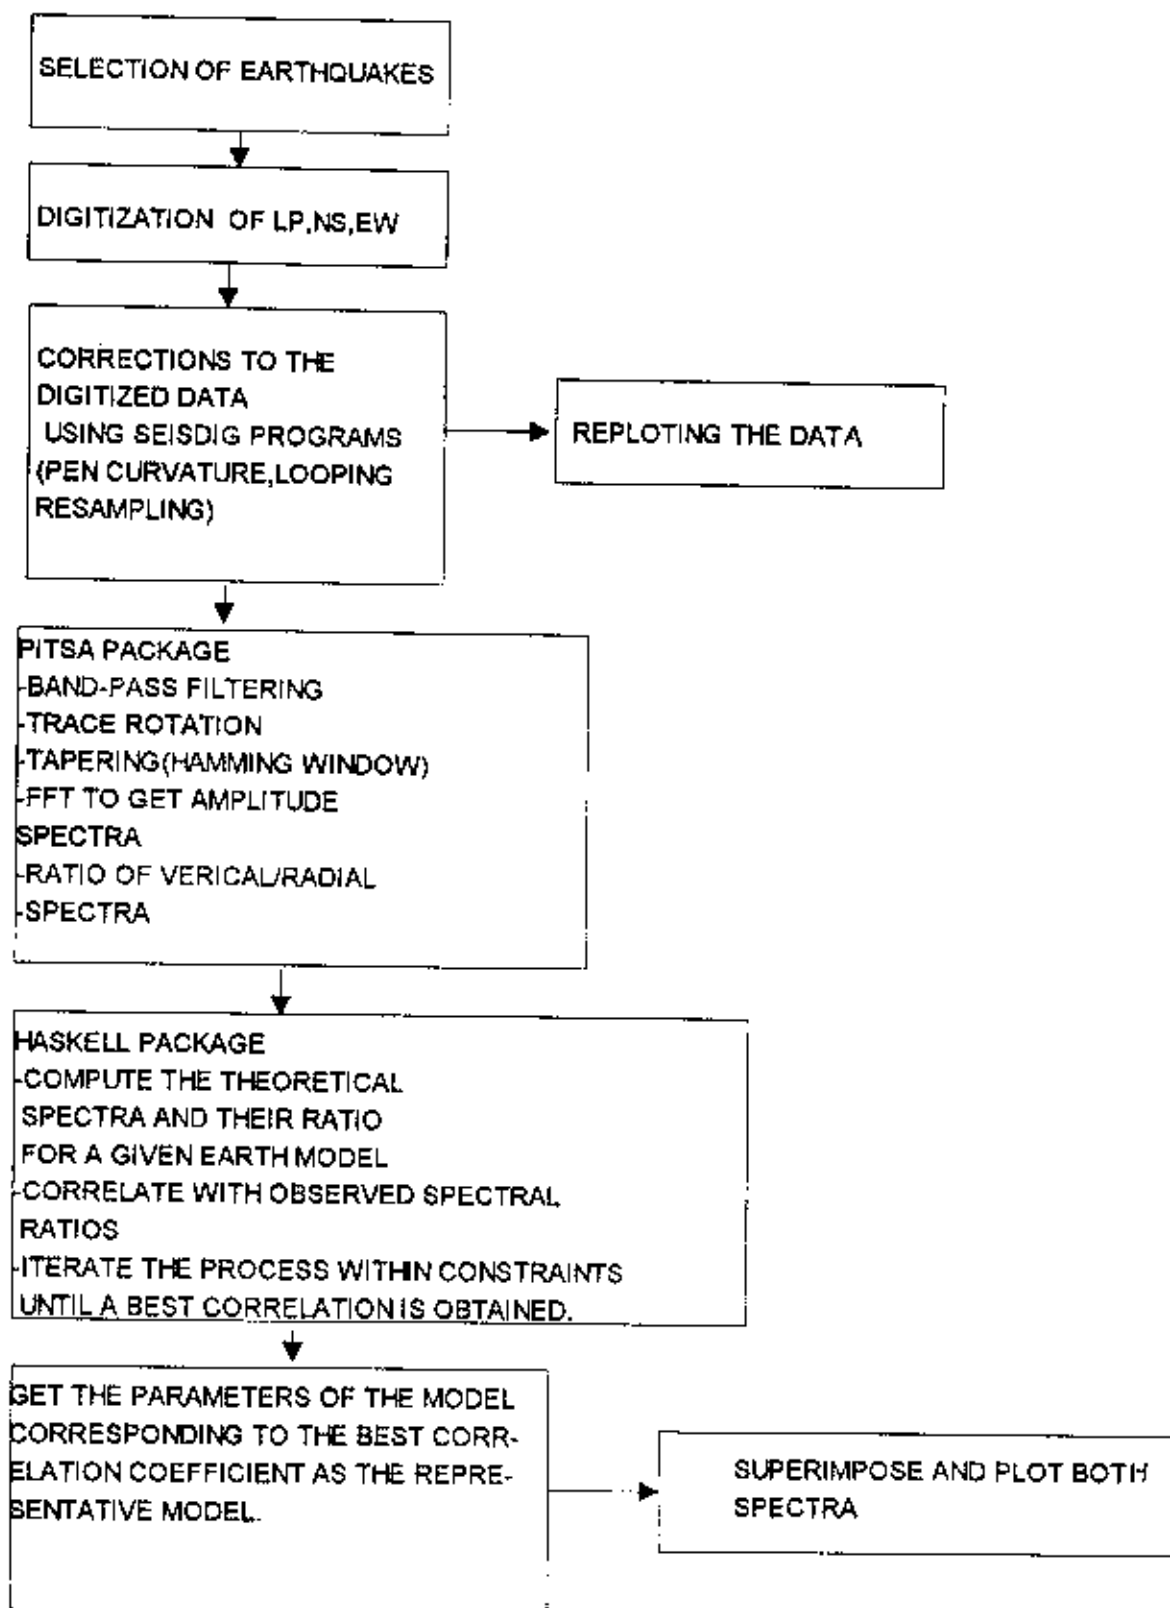 SELECTION OF EARTHQUAKES
DIGITIZATION OF LP,NS,EW
CORRECTIONS TO THE
DIGITIZED DATA
USING SEISDIG PROGRAMS
(PEN CURVATURE,LOOPING
RESAMPLING)
REPLOTING THE DATA
PITSA PACKAGE
-BAND-PASS FILTERING
-TRACE ROTATION
-TAPERING(HAMMING WINDOW)
-FFT TO GET AMPLITUDE
SPECTRA
-RATIO OF VERICAL/RADIAL
-SPECTRA
HASKELL PACKAGE
-COMPUTE THE THEORETICAL
SPECTRA AND THEIR RATIO
FOR A GIVEN EARTH MODEL
-CORRELATE WITH OBSERVED SPECTRAL
RATIOS
-ITERATE THE PROCESS WITHIN CONSTRAINTS
UNTIL A BEST CORRELATION IS OBTAINED.
GET THE PARAMETERS OF THE MODEL
CORRESPONDING TO THE BEST CORR-
ELATION COEFFICIENT AS THE REPRE-
SENTATIVE MODEL.
SUPERIMPOSE AND PLOT BOTH
SPECTRA